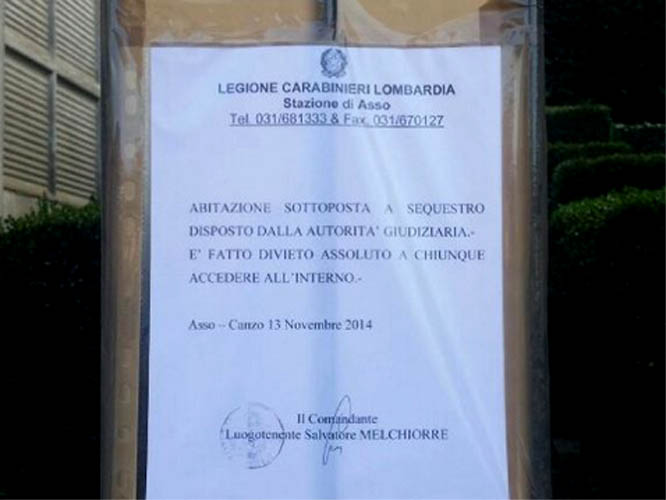 LEGIONE CARABINIERI LOMBARDIA
Stazione di Asso
Tel. 031/681333 & Fax. 031/670127
ABITAZIONE SOTTOPOSTA A SEQUESTRO
DISPOSTO DALLA AUTORITA' GIUDIZIARIA.-
E' FATTO DIVIETO ASSOLUTO A CHIUNQUE
ACCEDERE ALL'INTERNO.-
Asso – Canzo 13 Novembre 2014
Il Comandante
Luogotenente Salvatore MELCHIORRE